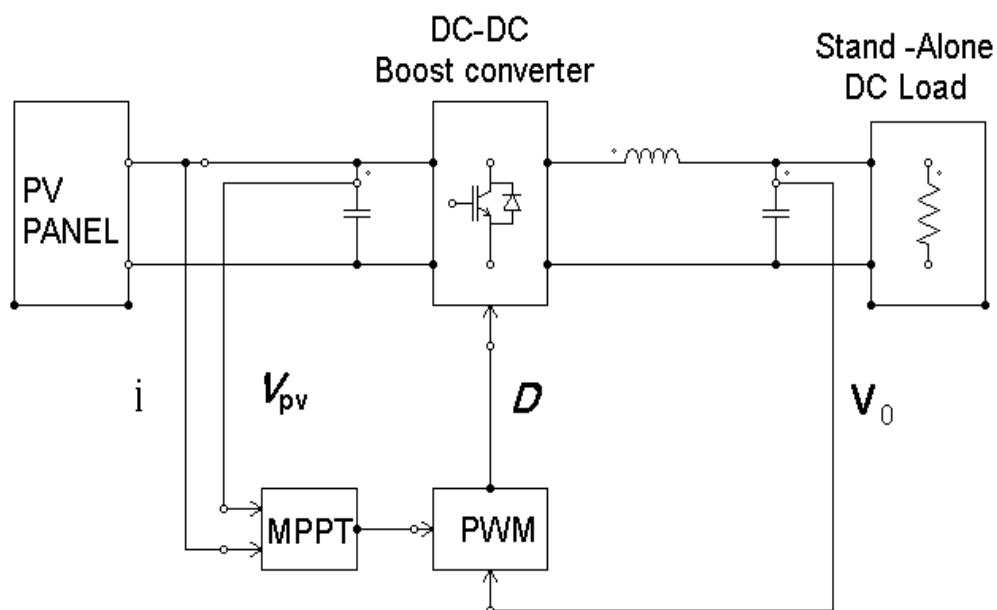 DC-DC
Boost converter
Stand -Alone
DC Load
PV
PANEL
i
Vpv
D
V0
MPPT
PWM